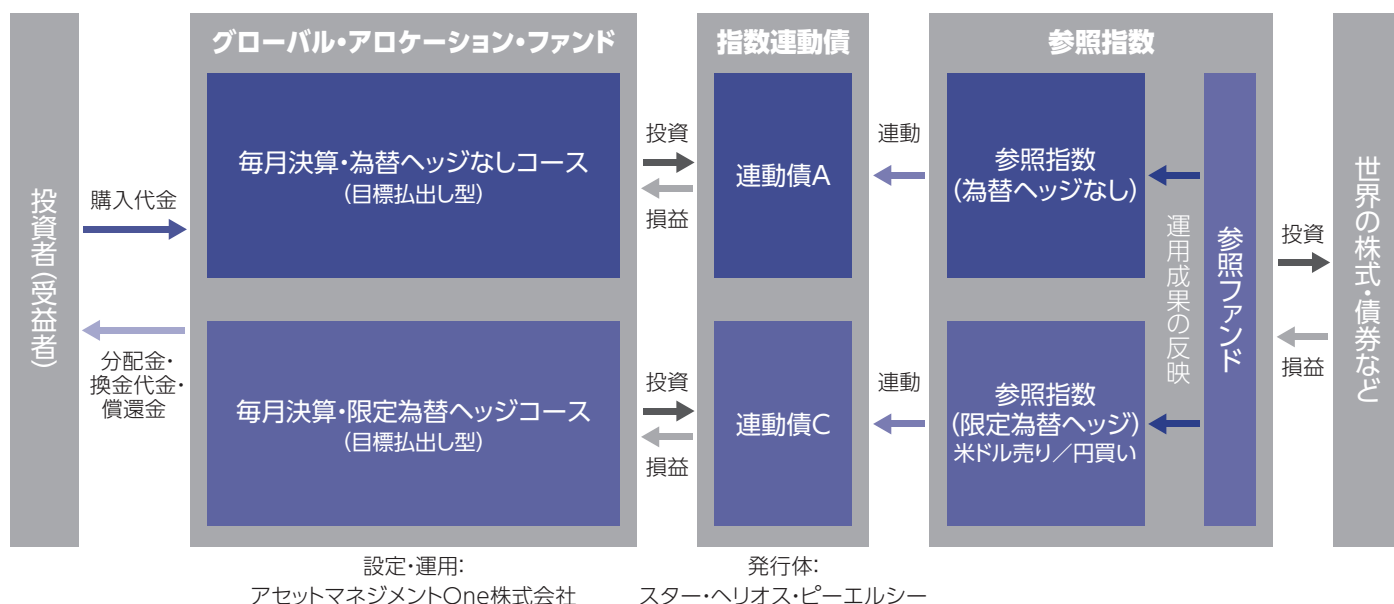 グローバル・アロケーション・ファンド
指数連動債
参照指数
投資者(受益者)
購入代金
分配金・
換金代金・
償還金
毎月決算・為替ヘッジなしコース
(目標払出し型)
投資
損益
連動債A
連動
参照指数
(為替ヘッジなし)
毎月決算・限定為替ヘッジコース
(目標払出し型)
投資
損益
連動債C
連動
参照指数
(限定為替ヘッジ)
米ドル売り／円買い
運用成果の反映
参照ファンド
投資
損益
世界の株式・債券など
設定・運用:
アセットマネジメントOne株式会社
発行体:
スター・ヘリオス・ピーエルシー